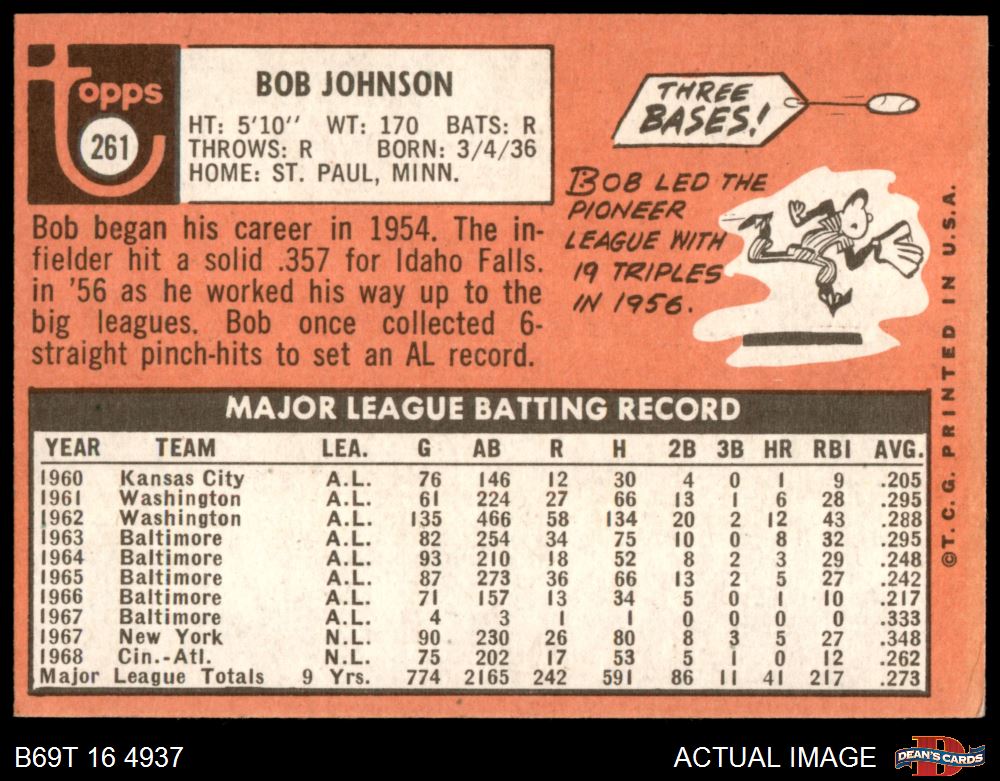 Topps
261
BOB JOHNSON
HT: 5'10" WT: 170 BATS: R
THROWS: R BORN: 3/4/36
HOME: ST. PAUL, MINN.
Bob began his career in 1954. The in-
fielder hit a solid .357 for Idaho Falls.
in '56 as he worked his way up to the
big leagues. Bob once collected 6-
straight pinch-hits to set an AL record.
THREE
BASES!
BOB LED THE
PIONEER
LEAGUE WITH
19 TRIPLES
IN 1956.
MAJOR LEAGUE BATTING RECORD
YEAR TEAM LEA. G AB R H 2B 3B HR RBI AVG.
1960 Kansas City A.L. 76 146 12 30 4 0 1 9 .205
1961 Washington A.L. 61 224 27 66 13 1 6 28 .295
1962 Washington A.L. 135 466 58 134 20 2 12 43 .288
1963 Baltimore A.L. 82 254 34 75 10 0 8 32 .295
1964 Baltimore A.L. 93 210 18 52 8 2 3 29 .248
1965 Baltimore A.L. 87 273 36 66 13 2 5 27 .242
1966 Baltimore A.L. 71 157 13 34 5 0 1 10 .217
1967 Baltimore A.L. 4 3 1 1 0 0 0 0 .333
1967 New York N.L. 90 230 26 80 8 3 5 27 .348
1968 Cin.-Atl. N.L. 75 202 17 53 5 1 0 12 .262
Major League Totals 9 Yrs. 774 2165 242 591 86 11 41 217 .273
©T.C.G. PRINTED IN U.S.A.
B69T 16 4937
ACTUAL IMAGE
DEAN'S CARDS